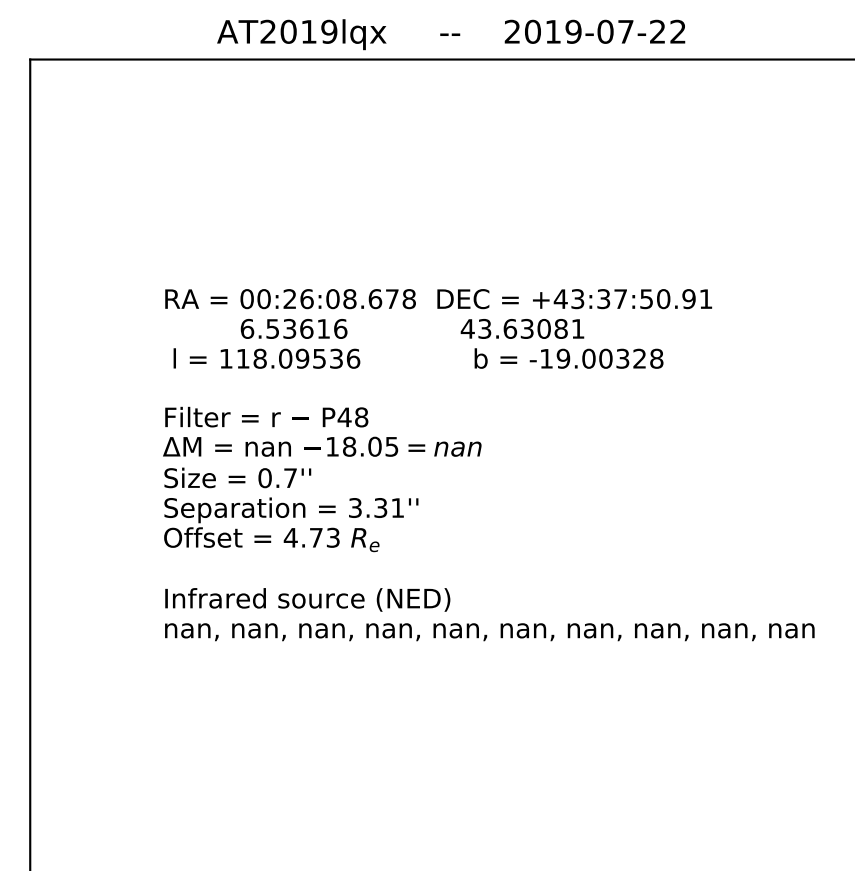 AT2019lqx -- 2019-07-22
RA = 00:26:08.678 DEC = +43:37:50.91
6.53616 43.63081
l = 118.09536 b = -19.00328
Filter = r − P48
ΔM = nan −18.05 = nan
Size = 0.7''
Separation = 3.31''
Offset = 4.73 Re
Infrared source (NED)
nan, nan, nan, nan, nan, nan, nan, nan, nan, nan